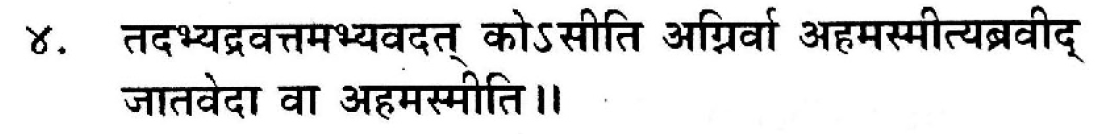 ४. तदभ्यद्रवत्तमभ्यवदत् कोऽसीति अग्निर्वा अहमस्मीत्यब्रवीद्
जातवेदा वा अहमस्मीति॥